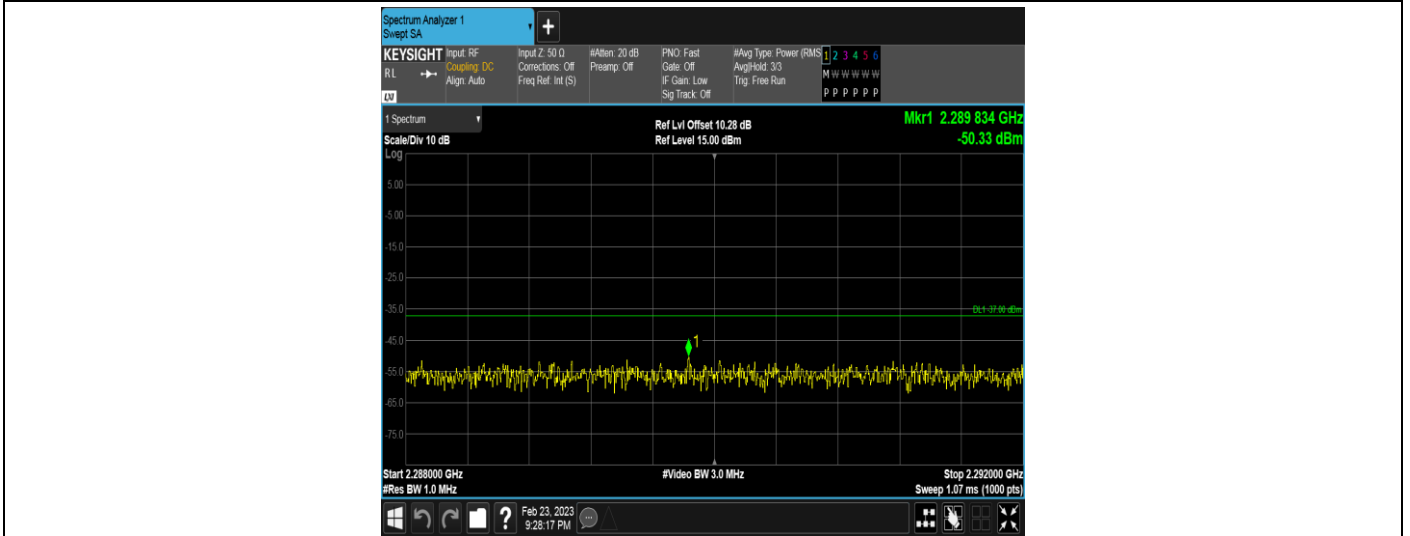 Spectrum Analyzer 1
Swept SA
+
KEYSIGHT
RL
LXI
Input: RF
Coupling: DC
Align: Auto
Input Z: 50 Ω
Corrections: Off
Freq Ref: Int (S)
#Atten: 20 dB
Preamp: Off
PNO: Fast
Gate: Off
IF Gain: Low
Sig Track: Off
#Avg Type: Power (RMS
Avg|Hold: 3/3
Trig: Free Run
1 2 3 4 5 6
M W W W W W
P P P P P P
1 Spectrum
Scale/Div 10 dB
Ref Lvl Offset 10.28 dB
Ref Level 15.00 dBm
Mkr1 2.289 834 GHz
-50.33 dBm
Log
5.00
-5.00
-15.0
-25.0
-35.0
DL1 -37.00 dBm
-45.0
1
-55.0
-65.0
-75.0
Start 2.288000 GHz
#Res BW 1.0 MHz
#Video BW 3.0 MHz
Stop 2.292000 GHz
Sweep 1.07 ms (1000 pts)
?
Feb 23, 2023
9:28:17 PM